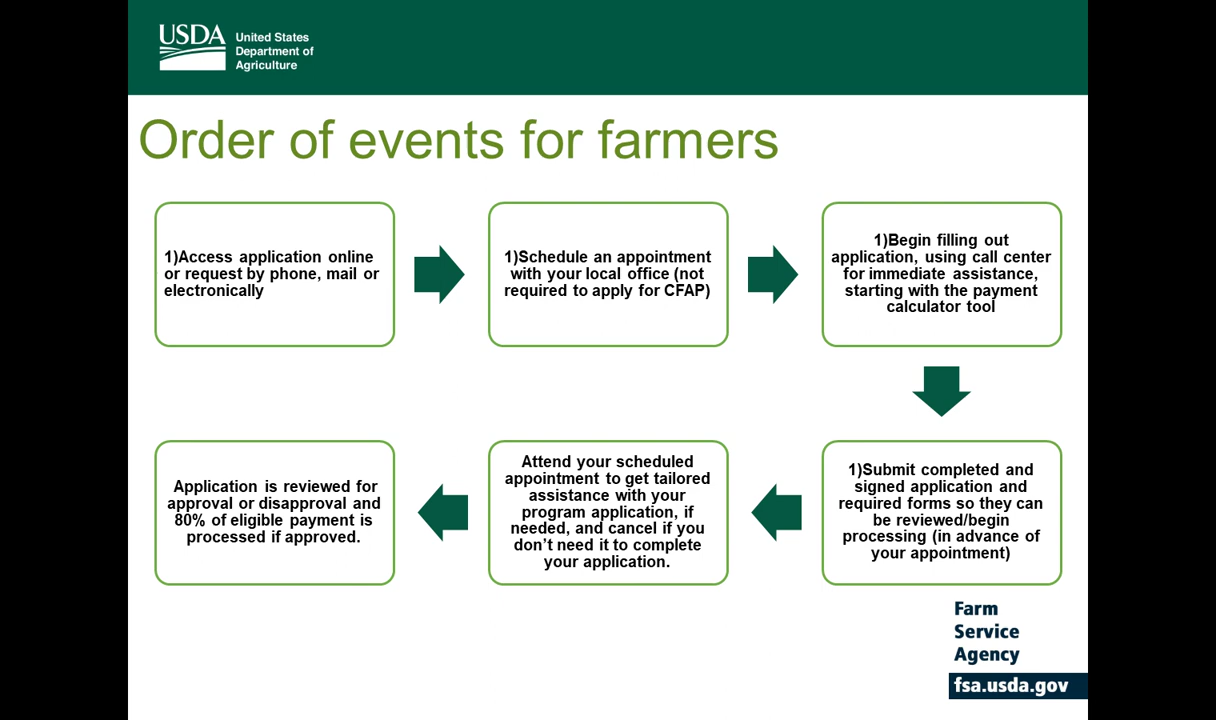 USDA
United States
Department of
Agriculture
Order of events for farmers
1)Access application online
or request by phone, mail or
electronically
1)Schedule an appointment
with your local office (not
required to apply for CFAP)
1)Begin filling out
application, using call center
for immediate assistance,
starting with the payment
calculator tool
1)Submit completed and
signed application and
required forms so they can
be reviewed/begin
processing (in advance of
your appointment)
Attend your scheduled
appointment to get tailored
assistance with your
program application, if
needed, and cancel if you
don't need it to complete
your application.
Application is reviewed for
approval or disapproval and
80% of eligible payment is
processed if approved.
Farm
Service
Agency
fsa.usda.gov